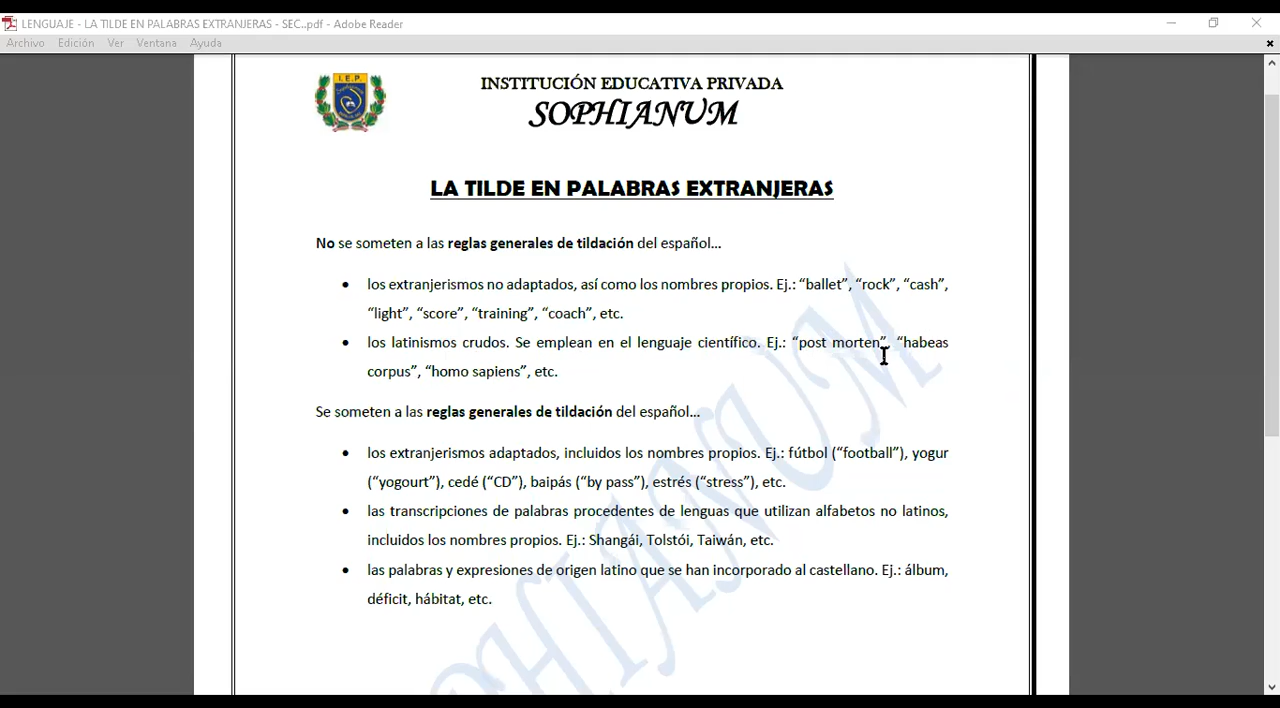 LENGUAJE - LA TILDE EN PALABRAS EXTRANJERAS - SEC..pdf - Adobe Reader
Archivo Edición Ver Ventana Ayuda
I.E.P.
INSTITUCIÓN EDUCATIVA PRIVADA
SOPHIANUM
LA TILDE EN PALABRAS EXTRANJERAS
No se someten a las reglas generales de tildación del español...
• los extranjerismos no adaptados, así como los nombres propios. Ej.: “ballet”, “rock”, “cash”,
“light”, “score”, “training”, “coach”, etc.
• los latinismos crudos. Se emplean en el lenguaje científico. Ej.: “post morten”, “habeas
corpus”, “homo sapiens”, etc.
Se someten a las reglas generales de tildación del español...
• los extranjerismos adaptados, incluidos los nombres propios. Ej.: fútbol (“football”), yogur
(“yogourt”), cedé (“CD”), baipás (“by pass”), estrés (“stress”), etc.
• las transcripciones de palabras procedentes de lenguas que utilizan alfabetos no latinos,
incluidos los nombres propios. Ej.: Shangái, Tolstói, Taiwán, etc.
• las palabras y expresiones de origen latino que se han incorporado al castellano. Ej.: álbum,
déficit, hábitat, etc.
PHIANUM